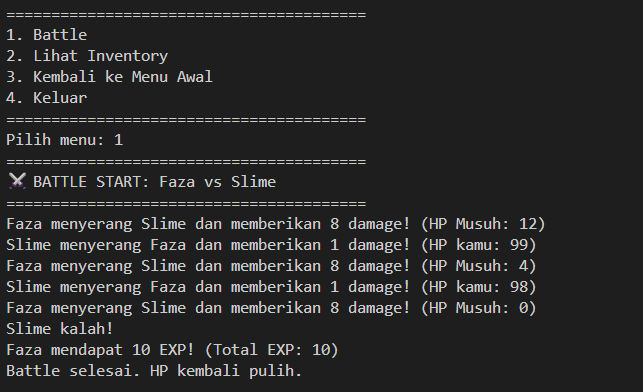 ========================================
1. Battle
2. Lihat Inventory
3. Kembali ke Menu Awal
4. Keluar
========================================
Pilih menu: 1
========================================
⚔️ BATTLE START: Faza vs Slime
========================================
Faza menyerang Slime dan memberikan 8 damage! (HP Musuh: 12)
Slime menyerang Faza dan memberikan 1 damage! (HP kamu: 99)
Faza menyerang Slime dan memberikan 8 damage! (HP Musuh: 4)
Slime menyerang Faza dan memberikan 1 damage! (HP kamu: 98)
Faza menyerang Slime dan memberikan 8 damage! (HP Musuh: 0)
Slime kalah!
Faza mendapat 10 EXP! (Total EXP: 10)
Battle selesai. HP kembali pulih.